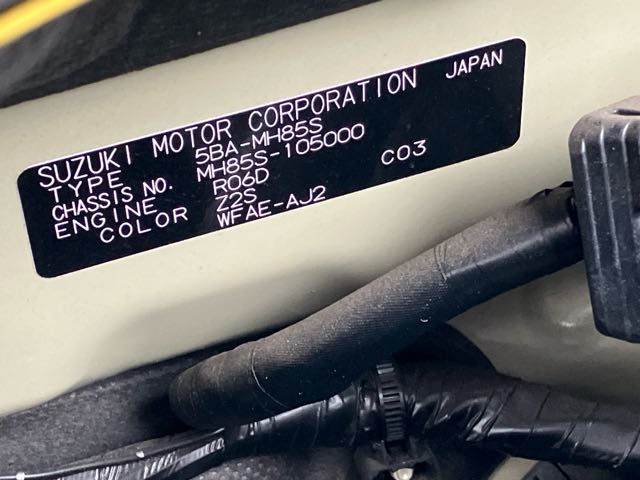 SUZUKI MOTOR CORPORATION JAPAN
TYPE 5BA-MH85S
CHASSIS NO. MH85S-105000
ENGINE R06D C03
COLOR Z2S
WFAE-AJ2